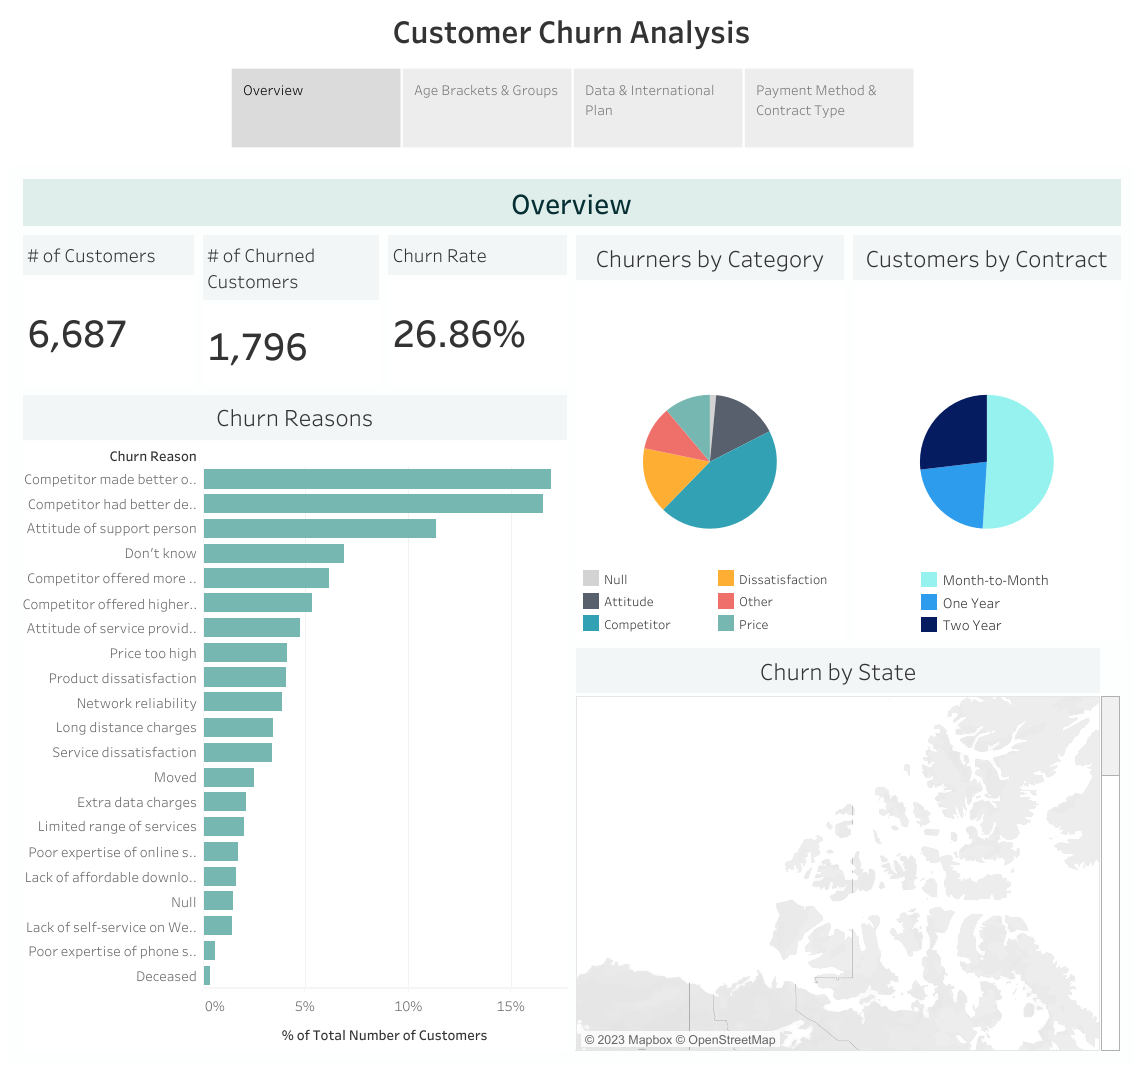 Customer Churn Analysis
Overview
Age Brackets & Groups
Data & International
Plan
Payment Method &
Contract Type
Overview
# of Customers
6,687
# of Churned
Customers
1,796
Churn Rate
26.86%
Churners by Category
Customers by Contract
Null
Attitude
Competitor
Dissatisfaction
Other
Price
Month-to-Month
One Year
Two Year
Churn Reasons
Churn Reason
Competitor made better o..
Competitor had better de..
Attitude of support person
Don't know
Competitor offered more ..
Competitor offered higher..
Attitude of service provid..
Price too high
Product dissatisfaction
Network reliability
Long distance charges
Service dissatisfaction
Moved
Extra data charges
Limited range of services
Poor expertise of online s..
Lack of affordable downlo..
Null
Lack of self-service on We..
Poor expertise of phone s..
Deceased
0%
5%
10%
15%
% of Total Number of Customers
Churn by State
© 2023 Mapbox © OpenStreetMap